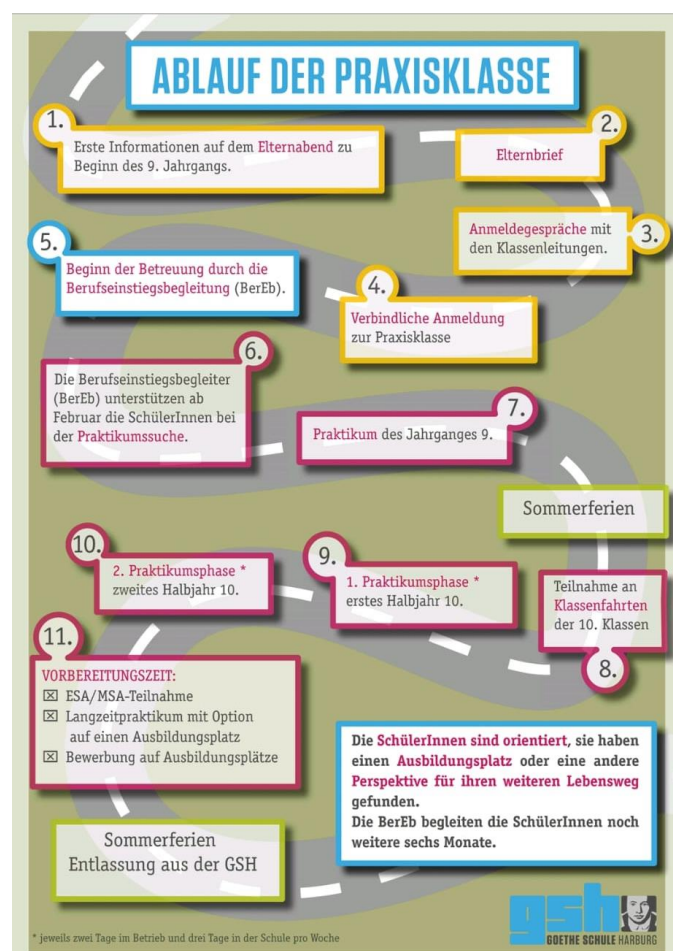 ABLAUF DER PRAXISKLASSE
1.
Erste Informationen auf dem Elternabend zu
Beginn des 9. Jahrgangs.
2.
Elternbrief
3.
Anmeldegespräche mit
den Klassenleitungen.
4.
Verbindliche Anmeldung
zur Praxisklasse
5.
Beginn der Betreuung durch die
Berufseinstiegsbegleitung (BerEb).
6.
Die Berufseinstiegsbegleiter
(BerEb) unterstützen ab
Februar die SchülerInnen bei
der Praktikumssuche.
7.
Praktikum des Jahrganges 9.
Sommerferien
8.
Teilnahme an
Klassenfahrten
der 10. Klassen
9.
1. Praktikumsphase *
erstes Halbjahr 10.
10.
2. Praktikumsphase *
zweites Halbjahr 10.
11.
VORBEREITUNGSZEIT:
☒ ESA/MSA-Teilnahme
☒ Langzeitpraktikum mit Option
auf einen Ausbildungsplatz
☒ Bewerbung auf Ausbildungsplätze
Die SchülerInnen sind orientiert, sie haben
einen Ausbildungsplatz oder eine andere
Perspektive für ihren weiteren Lebensweg
gefunden.
Die BerEb begleiten die SchülerInnen noch
weitere sechs Monate.
Sommerferien
Entlassung aus der GSH
gsh
GOETHE SCHULE HARBURG
* jeweils zwei Tage im Betrieb und drei Tage in der Schule pro Woche